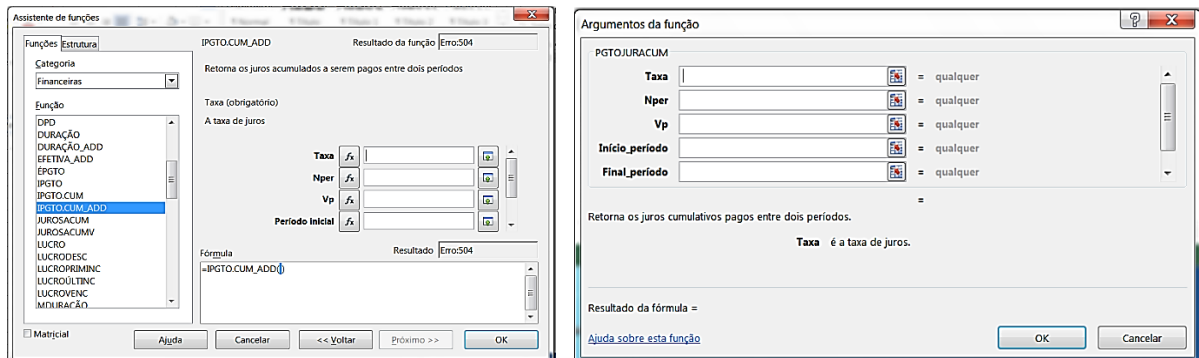 Assistente de funções
Funções Estrutura
Categoria
Financeiras
Função
DPD
DURAÇÃO
DURAÇÃO_ADD
EFETIVA_ADD
ÉPGTO
IPGTO
IPGTO.CUM
IPGTO.CUM_ADD
JUROSACUM
JUROSACUMV
LUCRO
LUCRODESC
LUCROPRIMINC
LUCROÚLTINC
LUCROVENC
MDURAÇÃO
Matricial
IPGTO.CUM_ADD Resultado da função Erro:504
Retorna os juros acumulados a serem pagos entre dois períodos
Taxa (obrigatório)
A taxa de juros
Taxa fx
Nper fx
Vp fx
Período inicial fx
Fórmula Resultado Erro:504
=IPGTO.CUM_ADD()
Ajuda Cancelar << Voltar Próximo >> OK
Argumentos da função
PGTOJURACUM
Taxa = qualquer
Nper = qualquer
Vp = qualquer
Início_período = qualquer
Final_período = qualquer
=
Retorna os juros cumulativos pagos entre dois períodos.
Taxa é a taxa de juros.
Resultado da fórmula =
Ajuda sobre esta função OK Cancelar